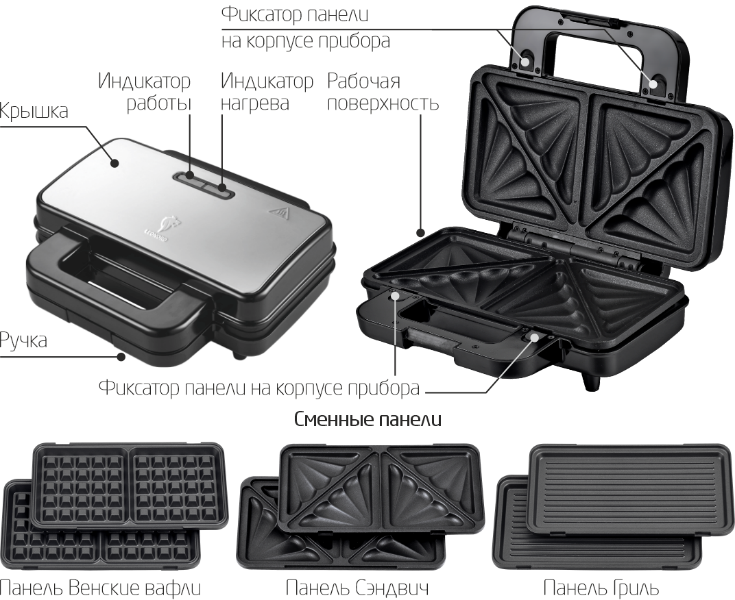 Фиксатор панели
на корпусе прибора
Индикатор
работы
Индикатор
нагрева
Рабочая
поверхность
Крышка
Ручка
Фиксатор панели на корпусе прибора
Сменные панели
Панель Венские вафли
Панель Сэндвич
Панель Гриль